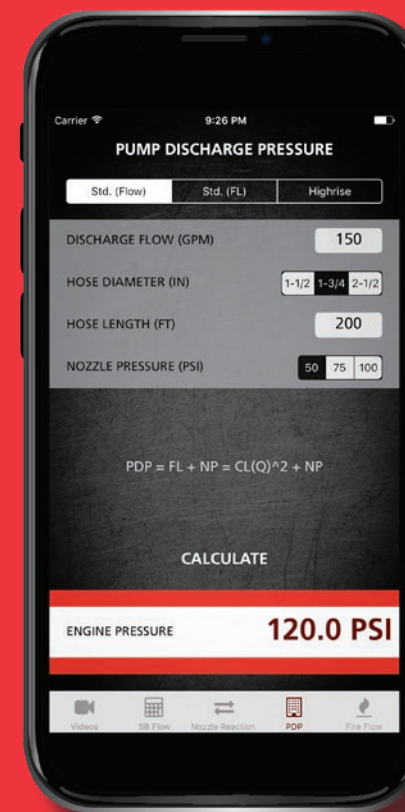 Carrier 9:26 PM
PUMP DISCHARGE PRESSURE
Std. (Flow) Std. (FL) Highrise
DISCHARGE FLOW (GPM) 150
HOSE DIAMETER (IN) 1-1/2 1-3/4 2-1/2
HOSE LENGTH (FT) 200
NOZZLE PRESSURE (PSI) 50 75 100
PDP = FL + NP = CL(Q)^2 + NP
CALCULATE
ENGINE PRESSURE 120.0 PSI
Videos SB Flow Nozzle Reaction PDP Fire Flow